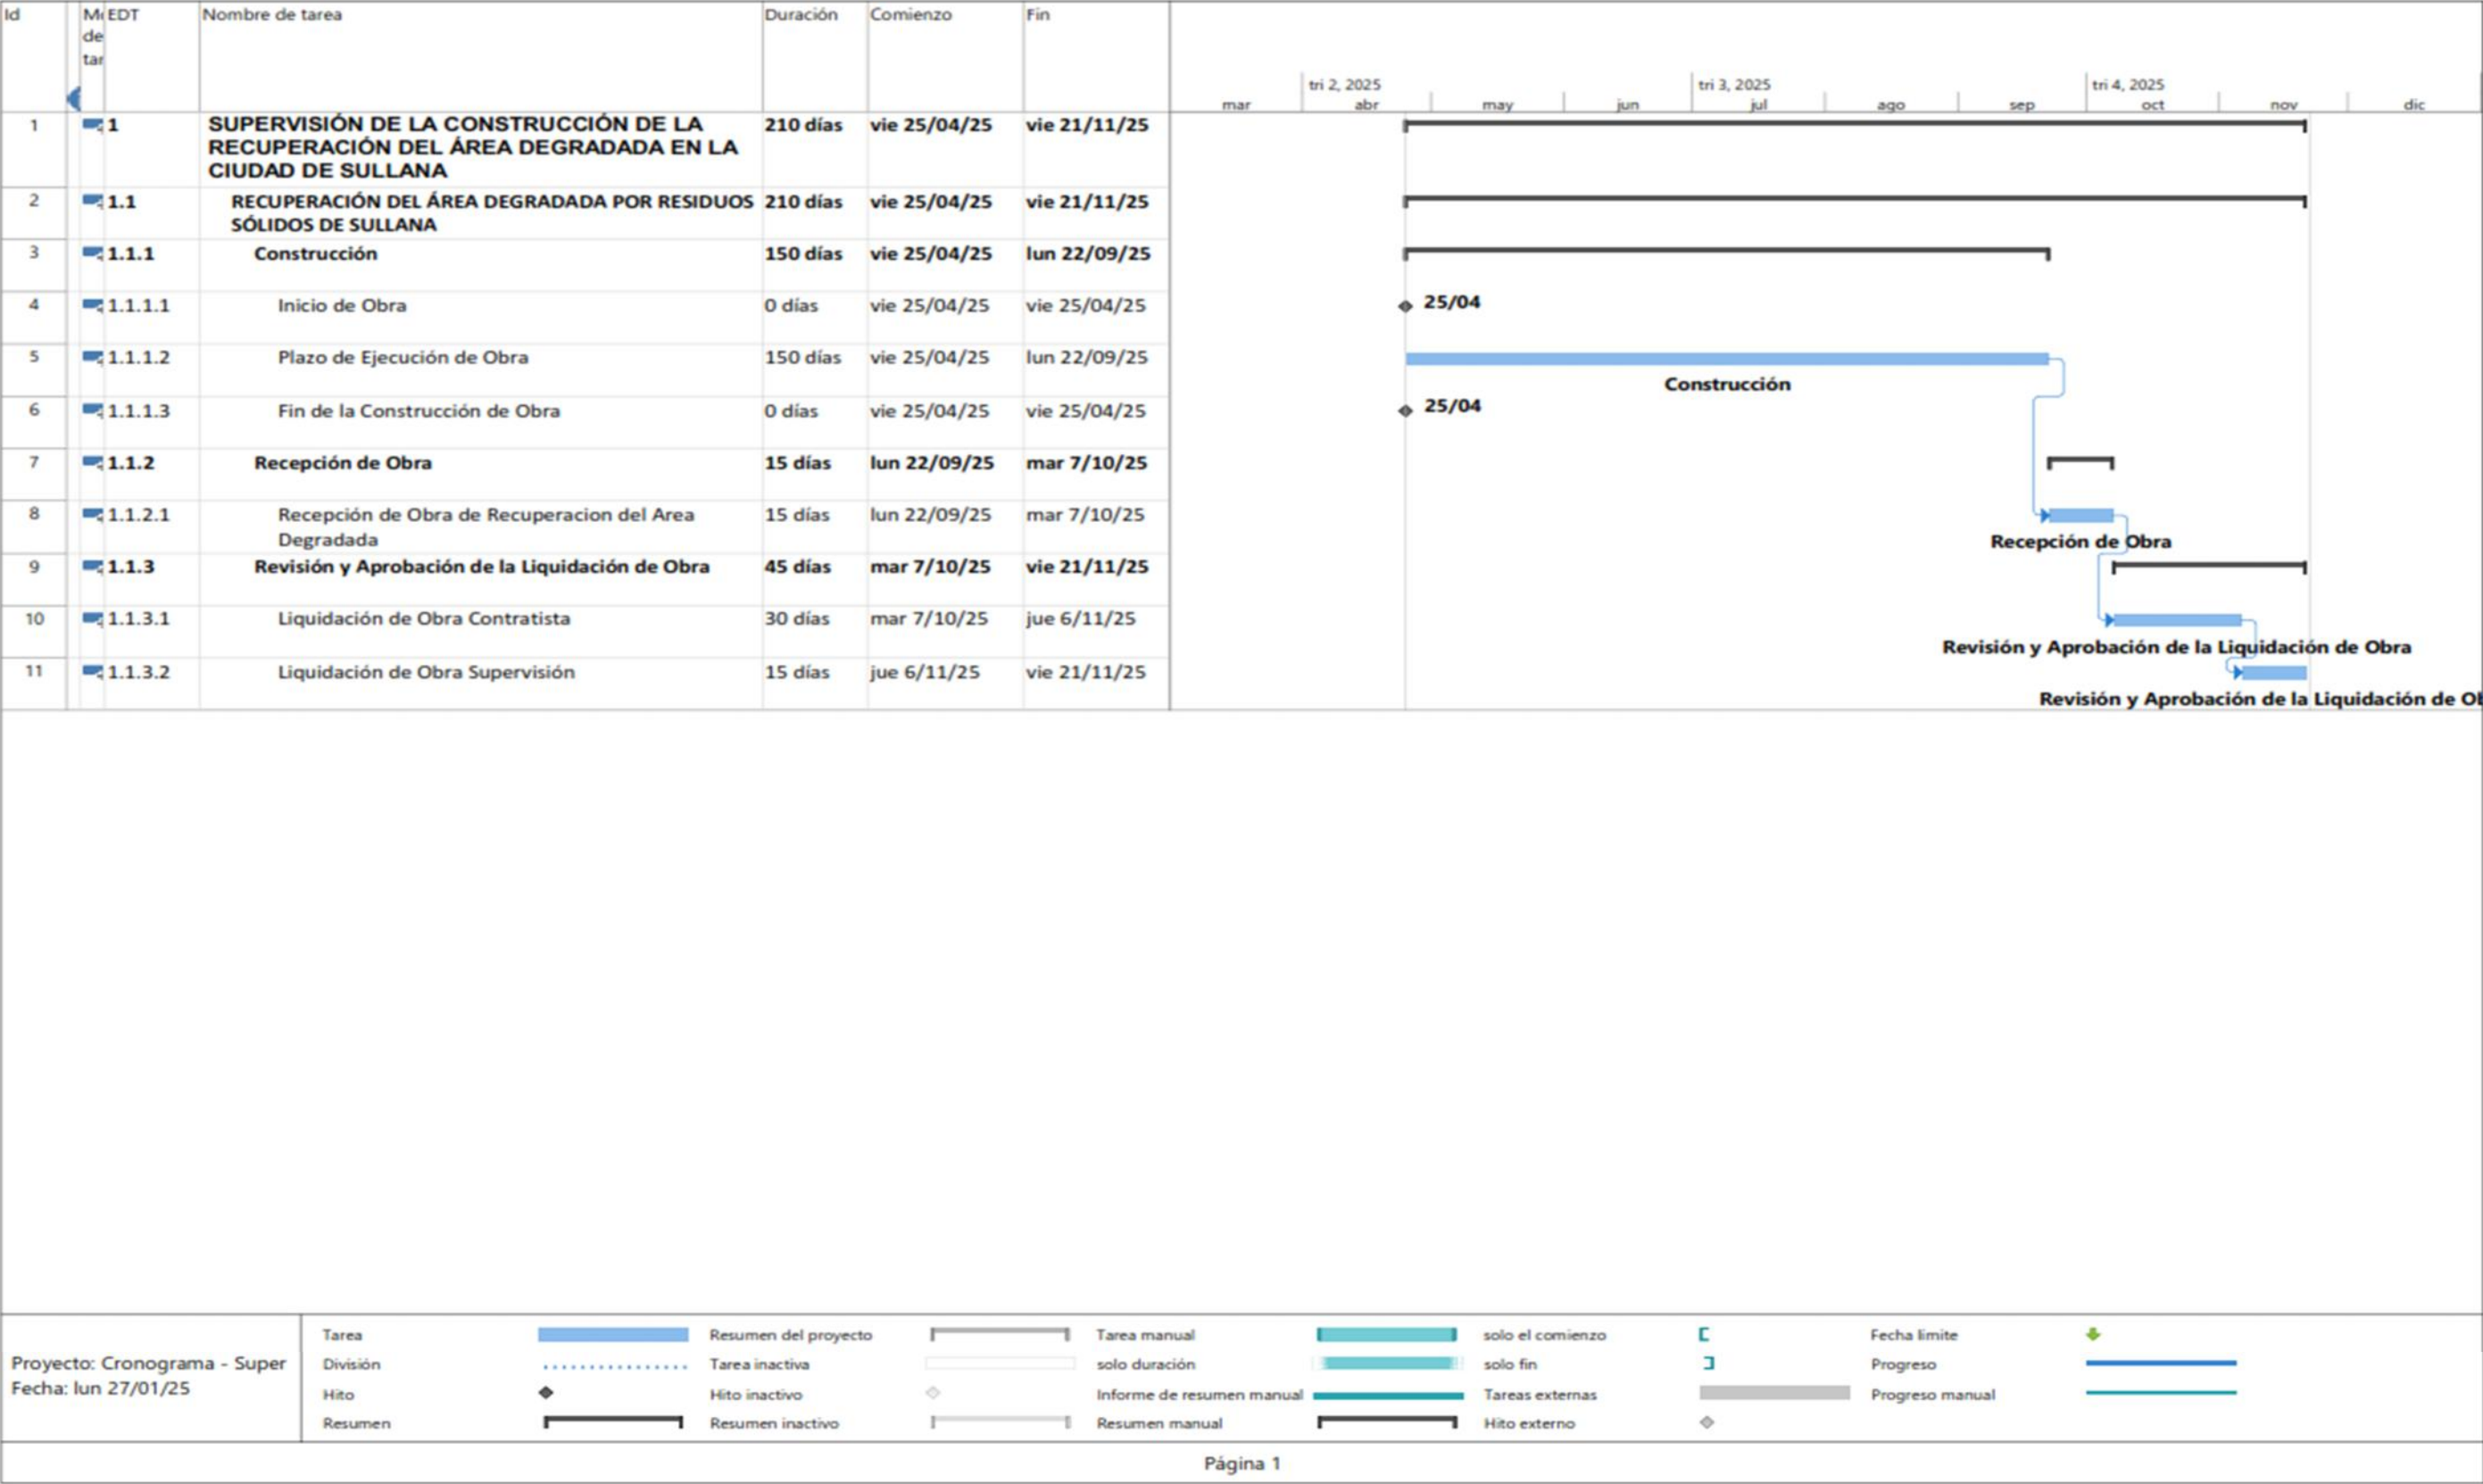 Id
EDT
Nombre de tarea
Duración
Comienzo
Fin
de
tri 2, 2025
tri 3, 2025
tri 4, 2025
mar
abr
may
jun
jul
ago
sep
oct
nov
dic
1
1
SUPERVISIÓN DE LA CONSTRUCCIÓN DE LA
RECUPERACIÓN DEL ÁREA DEGRADADA EN LA
CIUDAD DE SULLANA
210 días
vie 25/04/25
vie 21/11/25
2
1.1
RECUPERACIÓN DEL ÁREA DEGRADADA POR RESIDUOS
SÓLIDOS DE SULLANA
210 días
vie 25/04/25
vie 21/11/25
3
1.1.1
Construcción
150 días
vie 25/04/25
lun 22/09/25
4
1.1.1.1
Inicio de Obra
0 días
vie 25/04/25
vie 25/04/25
25/04
5
1.1.1.2
Plazo de Ejecución de Obra
150 días
vie 25/04/25
lun 22/09/25
Construcción
6
1.1.1.3
Fin de la Construcción de Obra
0 días
vie 25/04/25
vie 25/04/25
25/04
7
1.1.2
Recepción de Obra
15 días
lun 22/09/25
mar 7/10/25
8
1.1.2.1
Recepción de Obra de Recuperacion del Area
Degradada
15 días
lun 22/09/25
mar 7/10/25
Recepción de Obra
9
1.1.3
Revisión y Aprobación de la Liquidación de Obra
45 días
mar 7/10/25
vie 21/11/25
10
1.1.3.1
Liquidación de Obra Contratista
30 días
mar 7/10/25
jue 6/11/25
Revisión y Aprobación de la Liquidación de Obra
11
1.1.3.2
Liquidación de Obra Supervisión
15 días
jue 6/11/25
vie 21/11/25
Revisión y Aprobación de la Liquidación de
Proyecto: Cronograma - Super
Fecha: lun 27/01/25
Tarea
División
Hito
Resumen
Resumen del proyecto
Tarea inactiva
Hito inactivo
Resumen inactivo
Tarea manual
solo duración
Informe de resumen manual
Resumen manual
solo el comienzo
solo fin
Tareas externas
Hito externo
Fecha límite
Progreso
Progreso manual
Página 1